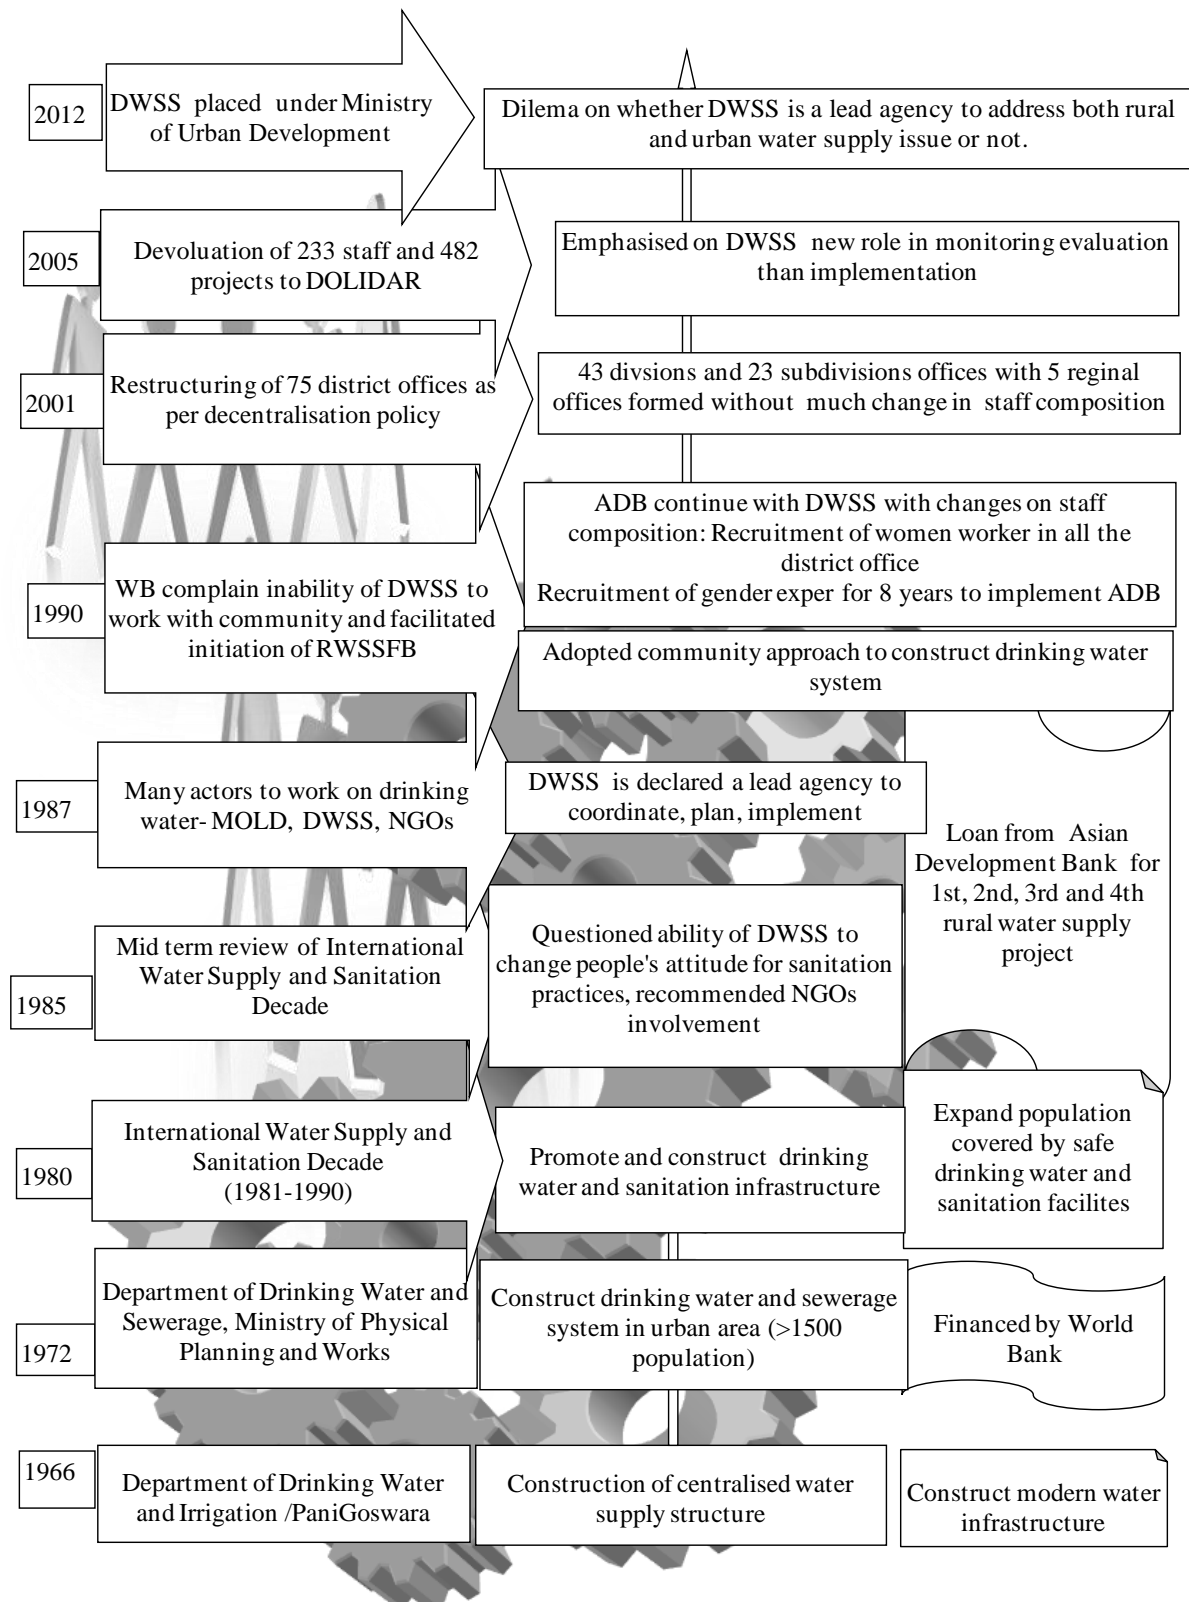 2012
DWSS placed under Ministry
of Urban Development
Dilema on whether DWSS is a lead agency to address both rural
and urban water supply issue or not.
2005
Devoluation of 233 staff and 482
projects to DOLIDAR
Emphasised on DWSS new role in monitoring evaluation
than implementation
2001
Restructuring of 75 district offices as
per decentralisation policy
43 divsions and 23 subdivisions offices with 5 reginal
offices formed without much change in staff composition
1990
WB complain inability of DWSS to
work with community and facilitated
initiation of RWSSFB
ADB continue with DWSS with changes on staff
composition: Recruitment of women worker in all the
district office
Recruitment of gender exper for 8 years to implement ADB
Adopted community approach to construct drinking water
system
1987
Many actors to work on drinking
water- MOLD, DWSS, NGOs
DWSS is declared a lead agency to
coordinate, plan, implement
Loan from Asian
Development Bank for
1st, 2nd, 3rd and 4th
rural water supply
project
1985
Mid term review of International
Water Supply and Sanitation
Decade
Questioned ability of DWSS to
change people's attitude for sanitation
practices, recommended NGOs
involvement
1980
International Water Supply and
Sanitation Decade
(1981-1990)
Promote and construct drinking
water and sanitation infrastructure
Expand population
covered by safe
drinking water and
sanitation facilites
1972
Department of Drinking Water and
Sewerage, Ministry of Physical
Planning and Works
Construct drinking water and sewerage
system in urban area (>1500
population)
Financed by World
Bank
1966
Department of Drinking Water
and Irrigation /PaniGoswara
Construction of centralised water
supply structure
Construct modern water
infrastructure